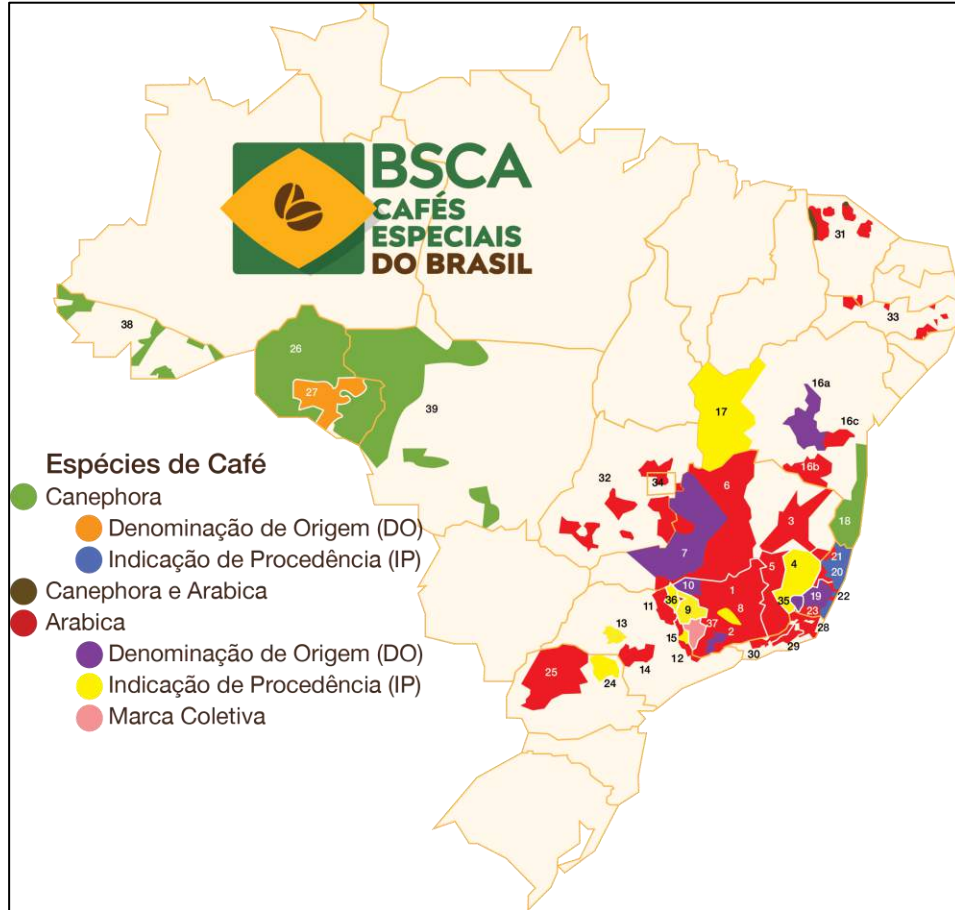 BSCA
CAFÉS
ESPECIAIS
DO BRASIL
31
33
38
26
27
39
17
16a
16c
16b
18
32
34
6
3
7
5
4
21
20
10
1
19
22
36
9
8
35
23
11
37
2
28
13
15
29
30
12
14
25
24
Espécies de Café
Canephora
Denominação de Origem (DO)
Indicação de Procedência (IP)
Canephora e Arabica
Arabica
Denominação de Origem (DO)
Indicação de Procedência (IP)
Marca Coletiva